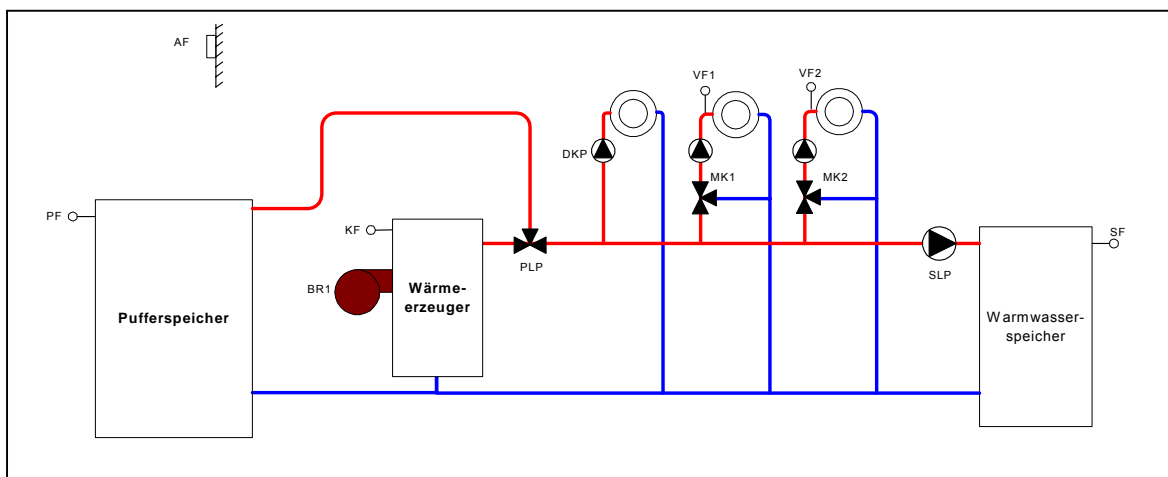 AF
VF1
VF2
DKP
MK1
MK2
PF
KF
SF
PLP
SLP
BR1
Wärme-
erzeuger
Pufferspeicher
Warmwasser-
speicher